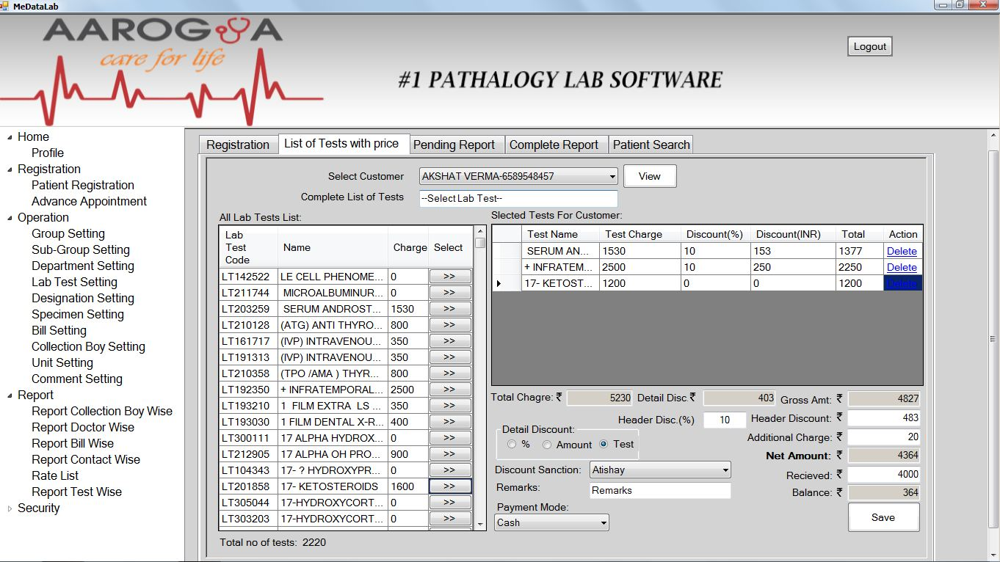 MeDataLab
AAROGYA
care for life
#1 PATHALOGY LAB SOFTWARE
Logout
Home
Profile
Registration
Patient Registration
Advance Appointment
Operation
Group Setting
Sub-Group Setting
Department Setting
Lab Test Setting
Designation Setting
Specimen Setting
Bill Setting
Collection Boy Setting
Unit Setting
Comment Setting
Report
Report Collection Boy Wise
Report Doctor Wise
Report Bill Wise
Report Contact Wise
Rate List
Report Test Wise
Security
Registration List of Tests with price Pending Report Complete Report Patient Search
Select Customer AKSHAT VERMA-6589548457 View
Complete List of Tests --Select Lab Test--
All Lab Tests List:
Lab Test Code Name Charge Select
LT142522 LE CELL PHENOME... 0 >>
LT211744 MICROALBUMINUR... 0 >>
LT203259 SERUM ANDROST... 1530 >>
LT210128 (ATG) ANTI THYRO... 800 >>
LT161717 (IVP) INTRAVENOU... 350 >>
LT191313 (IVP) INTRAVENOU... 350 >>
LT210358 (TPO /AMA ) THYR... 800 >>
LT192350 + INFRATEMPORAL... 2500 >>
LT193210 1 FILM EXTRA LS ... 350 >>
LT193030 1 FILM DENTAL X-R... 400 >>
LT300111 17 ALPHA HYDROX... 0 >>
LT212905 17 ALPHA OH PRO... 900 >>
LT104343 17- ? HYDROXYPR... 0 >>
LT201858 17- KETOSTEROIDS 1600 >>
LT305044 17-HYDROXYCORT... 0 >>
LT303203 17-HYDROXYCORT... 0 >>
Total no of tests: 2220
Slected Tests For Customer:
Test Name Test Charge Discount(%) Discount(INR) Total Action
SERUM AN... 1530 10 153 1377 Delete
+ INFRATEM... 2500 10 250 2250 Delete
17- KETOST... 1200 0 0 1200 Delete
Total Chagre: ₹ 5230 Detail Disc.₹ 403 Gross Amt: ₹ 4827
Header Disc.(%) 10 Header Discount: ₹ 483
Detail Discount:
% Amount Test
Additional Charge: ₹ 20
Net Amount: ₹ 4364
Discount Sanction: Atishay
Recieved: ₹ 4000
Remarks: Remarks
Balance: ₹ 364
Payment Mode:
Cash
Save